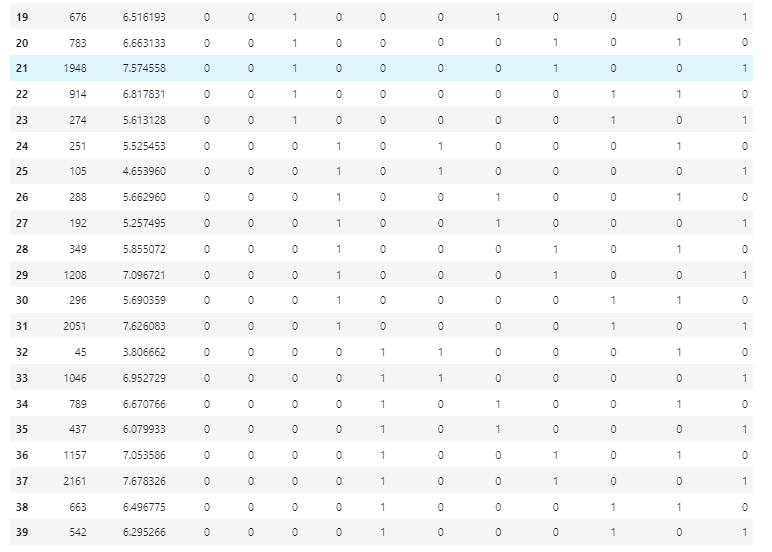 19 676 6.516193 0 0 1 0 0 0 1 0 0 0 1
20 783 6.663133 0 0 1 0 0 0 0 1 0 1 0
21 1948 7.574558 0 0 1 0 0 0 0 1 0 0 1
22 914 6.817831 0 0 1 0 0 0 0 0 1 1 0
23 274 5.613128 0 0 1 0 0 0 0 0 1 0 1
24 251 5.525453 0 0 0 1 0 1 0 0 0 1 0
25 105 4.653960 0 0 0 1 0 1 0 0 0 0 1
26 288 5.662960 0 0 0 1 0 0 1 0 0 1 0
27 192 5.257495 0 0 0 1 0 0 1 0 0 0 1
28 349 5.855072 0 0 0 1 0 0 0 1 0 1 0
29 1208 7.096721 0 0 0 1 0 0 0 1 0 0 1
30 296 5.690359 0 0 0 1 0 0 0 0 1 1 0
31 2051 7.626083 0 0 0 1 0 0 0 0 1 0 1
32 45 3.806662 0 0 0 0 1 1 0 0 0 1 0
33 1046 6.952729 0 0 0 0 1 1 0 0 0 0 1
34 789 6.670766 0 0 0 0 1 0 1 0 0 1 0
35 437 6.079933 0 0 0 0 1 0 1 0 0 0 1
36 1157 7.053586 0 0 0 0 1 0 0 1 0 1 0
37 2161 7.678326 0 0 0 0 1 0 0 1 0 0 1
38 663 6.496775 0 0 0 0 1 0 0 0 1 1 0
39 542 6.295266 0 0 0 0 1 0 0 0 1 0 1